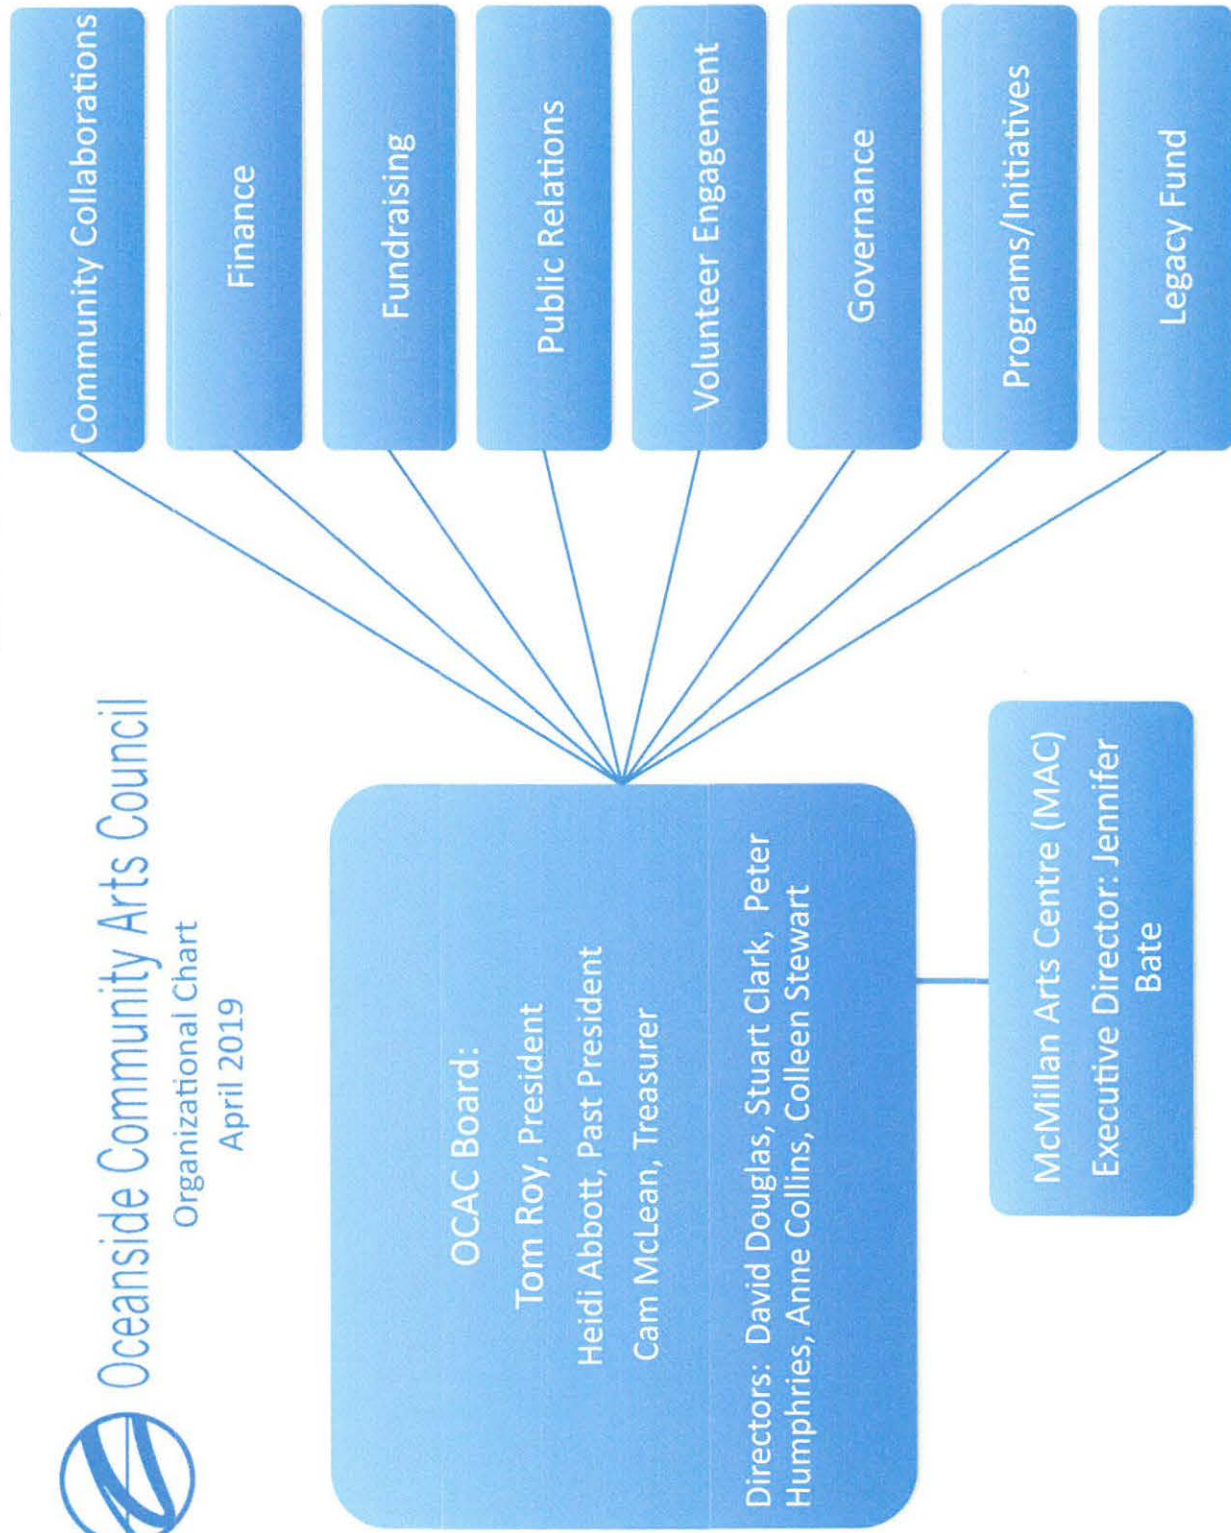 Oceanside Community Arts Council
Organizational Chart
April 2019
OCAC Board:
Tom Roy, President
Heidi Abbott, Past President
Cam McLean, Treasurer
Directors: David Douglas, Stuart Clark, Peter
Humphries, Anne Collins, Colleen Stewart
McMillan Arts Centre (MAC)
Executive Director: Jennifer
Bate
Community Collaborations
Finance
Fundraising
Public Relations
Volunteer Engagement
Governance
Programs/Initiatives
Legacy Fund